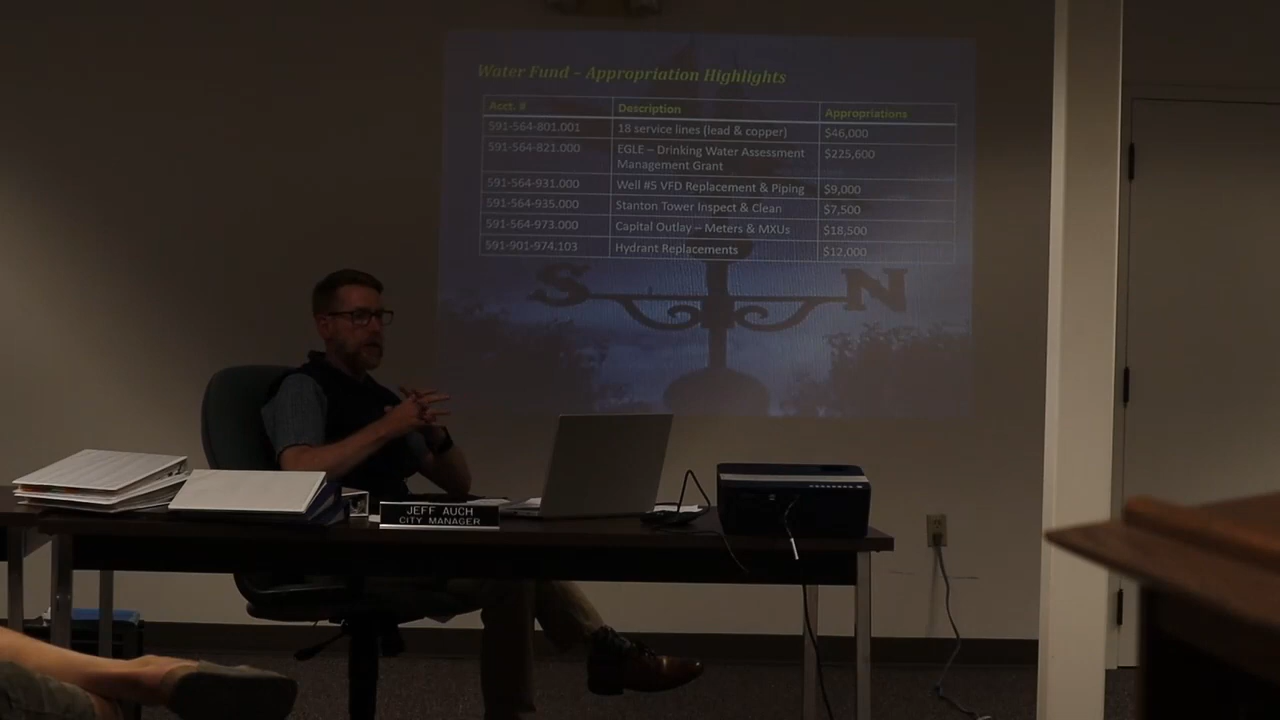 Water Fund – Appropriation Highlights
Acct. # Description Appropriations
591-564-801.001 18 service lines (lead & copper) $46,000
591-564-821.000 EGLE – Drinking Water Assessment $225,600
Management Grant
591-564-931.000 Well #5 VFD Replacement & Piping $9,000
591-564-935.000 Stanton Tower Inspect & Clean $7,500
591-564-973.000 Capital Outlay – Meters & MXUs $18,500
591-901-974.103 Hydrant Replacements $12,000
S N
JEFF AUCH
CITY MANAGER